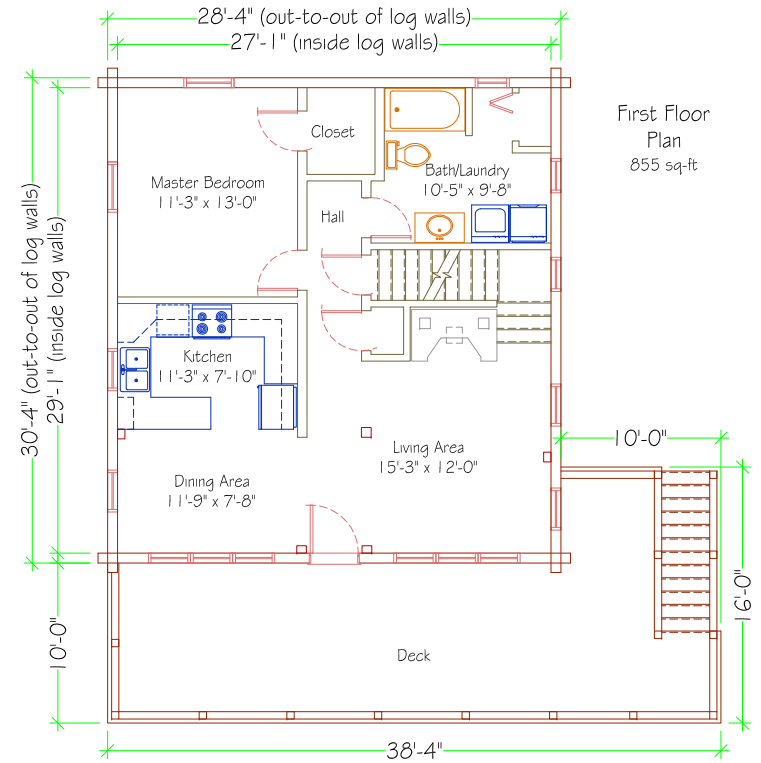 28'-4" (out-to-out of log walls)
27'-1" (inside log walls)
First Floor
Plan
855 sq-ft
Closet
Bath/Laundry
10'-5" x 9'-8"
Master Bedroom
11'-3" x 13'-0"
Hall
30'-4" (out-to-out of log walls)
29'-1" (inside log walls)
Kitchen
11'-3" x 7'-10"
Living Area
15'-3" x 12'-0"
Dining Area
11'-9" x 7'-8"
10'-0"
16'-0"
10'-0"
Deck
38'-4"